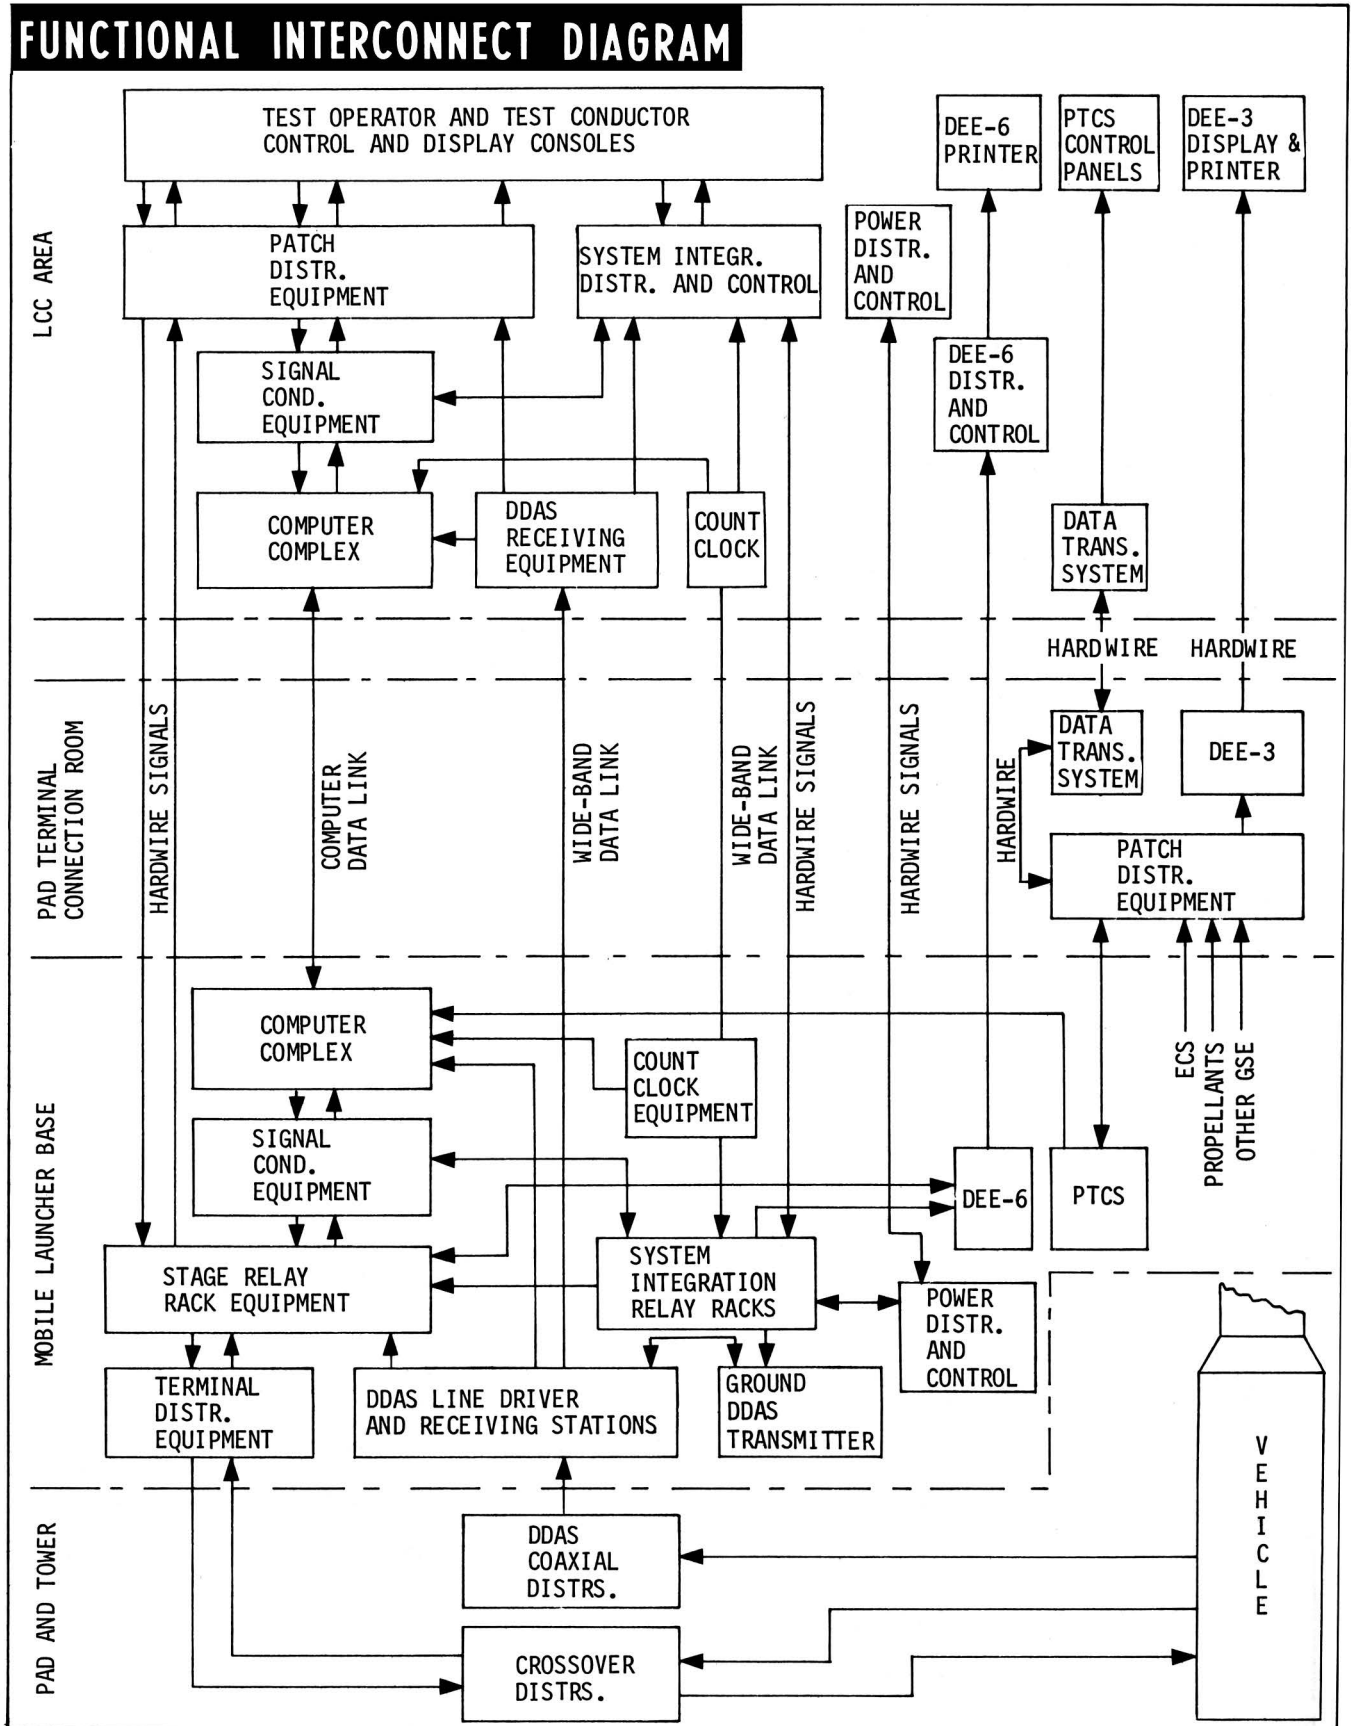 FUNCTIONAL INTERCONNECT DIAGRAM
TEST OPERATOR AND TEST CONDUCTOR
CONTROL AND DISPLAY CONSOLES
DEE-6
PRINTER
PTCS
CONTROL
PANELS
DEE-3
DISPLAY &
PRINTER
LCC AREA
PATCH
DISTR.
EQUIPMENT
SYSTEM INTEGR.
DISTR. AND CONTROL
POWER
DISTR.
AND
CONTROL
SIGNAL
COND.
EQUIPMENT
DEE-6
DISTR.
AND
CONTROL
COMPUTER
COMPLEX
DDAS
RECEIVING
EQUIPMENT
COUNT
CLOCK
DATA
TRANS.
SYSTEM
HARDWIRE
HARDWIRE
PAD TERMINAL
CONNECTION ROOM
HARDWIRE SIGNALS
COMPUTER
DATA LINK
WIDE-BAND
DATA LINK
WIDE-BAND
DATA LINK
HARDWIRE SIGNALS
HARDWIRE SIGNALS
HARDWIRE
DATA
TRANS.
SYSTEM
DEE-3
PATCH
DISTR.
EQUIPMENT
MOBILE LAUNCHER BASE
COMPUTER
COMPLEX
COUNT
CLOCK
EQUIPMENT
ECS
PROPELLANTS
OTHER GSE
SIGNAL
COND.
EQUIPMENT
DEE-6
PTCS
STAGE RELAY
RACK EQUIPMENT
SYSTEM
INTEGRATION
RELAY RACKS
POWER
DISTR.
AND
CONTROL
TERMINAL
DISTR.
EQUIPMENT
DDAS LINE DRIVER
AND RECEIVING STATIONS
GROUND
DDAS
TRANSMITTER
VEHICLE
PAD AND TOWER
DDAS
COAXIAL
DISTRS.
CROSSOVER
DISTRS.